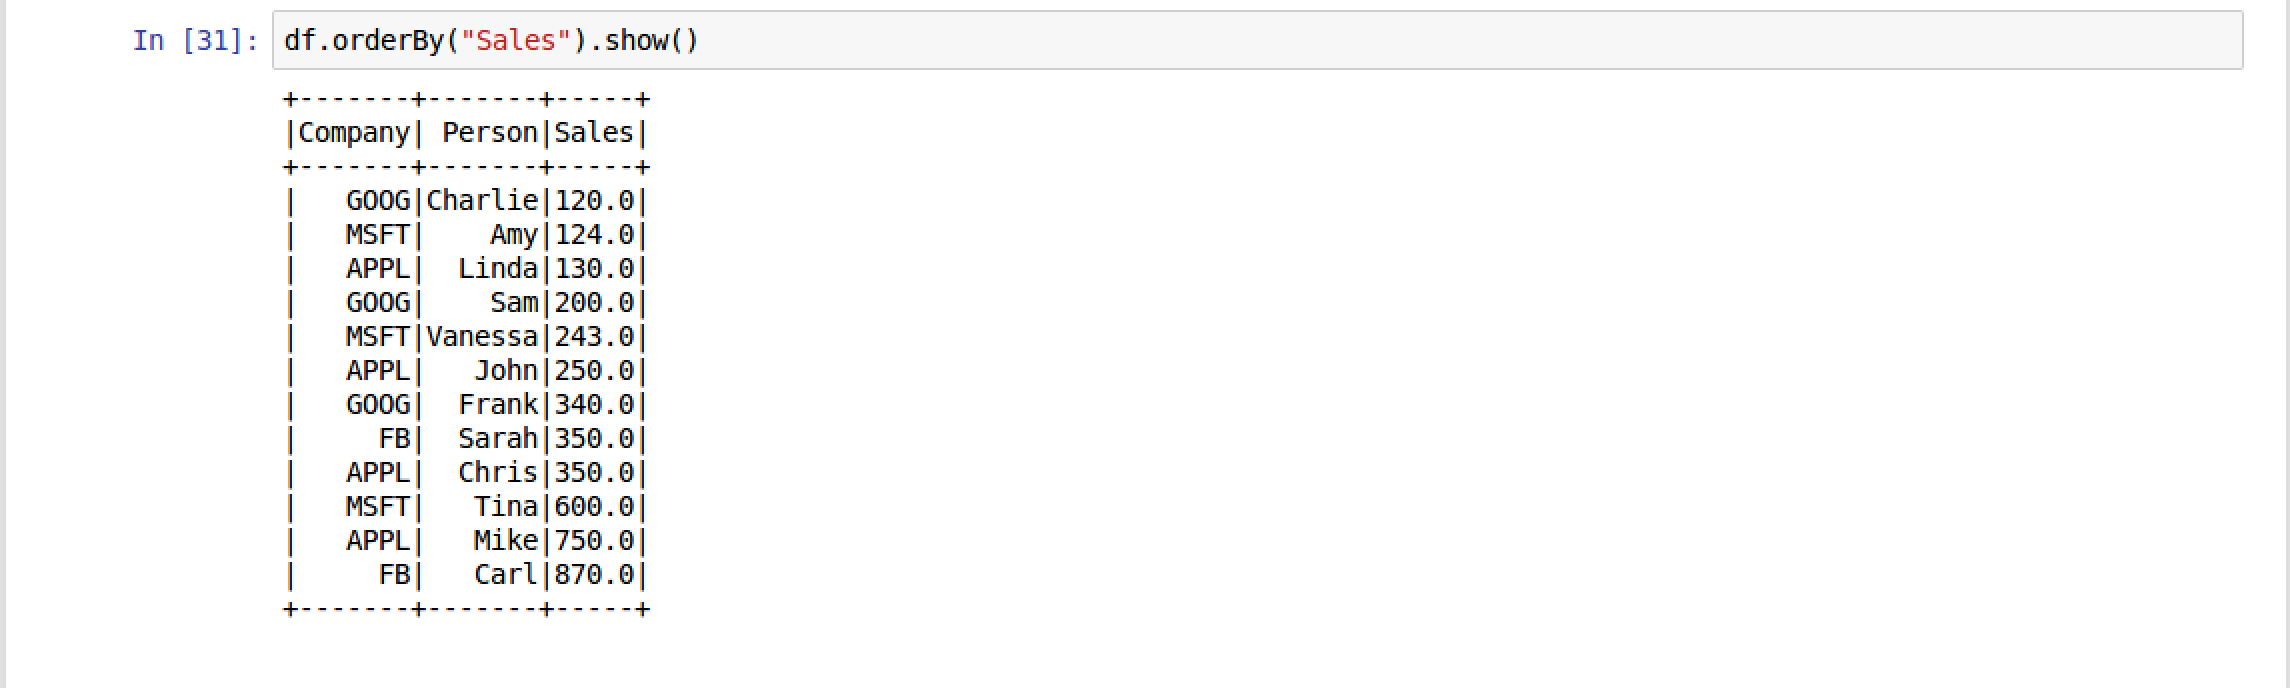 In [31]: df.orderBy("Sales").show()
+-------+-------+-----+
|Company| Person|Sales|
+-------+-------+-----+
|   GOOG|Charlie|120.0|
|   MSFT|    Amy|124.0|
|   APPL|  Linda|130.0|
|   GOOG|    Sam|200.0|
|   MSFT|Vanessa|243.0|
|   APPL|   John|250.0|
|   GOOG|  Frank|340.0|
|     FB|  Sarah|350.0|
|   APPL|  Chris|350.0|
|   MSFT|   Tina|600.0|
|   APPL|   Mike|750.0|
|     FB|   Carl|870.0|
+-------+-------+-----+